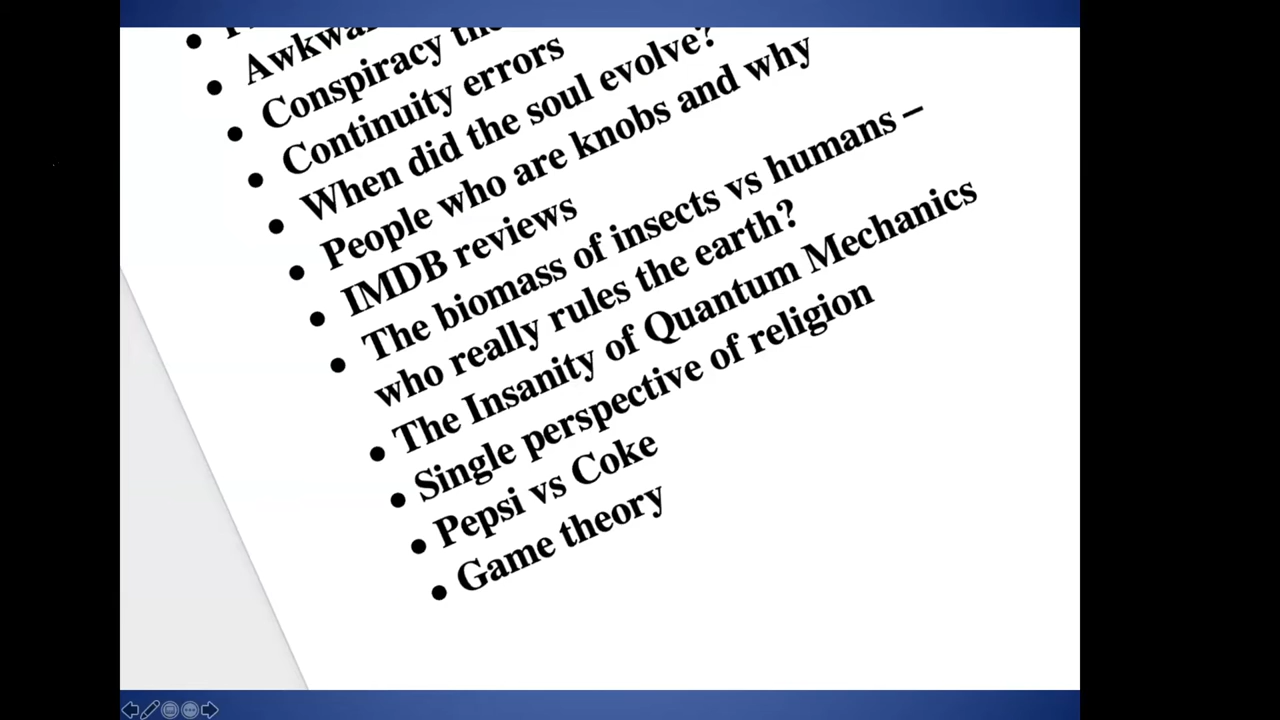 Conspiracy
Continuity errors
When did the soul evolve?
People who are knobs and why
IMDB reviews
The biomass of insects vs humans –
who really rules the earth?
The Insanity of Quantum Mechanics
Single perspective of religion
Pepsi vs Coke
Game theory